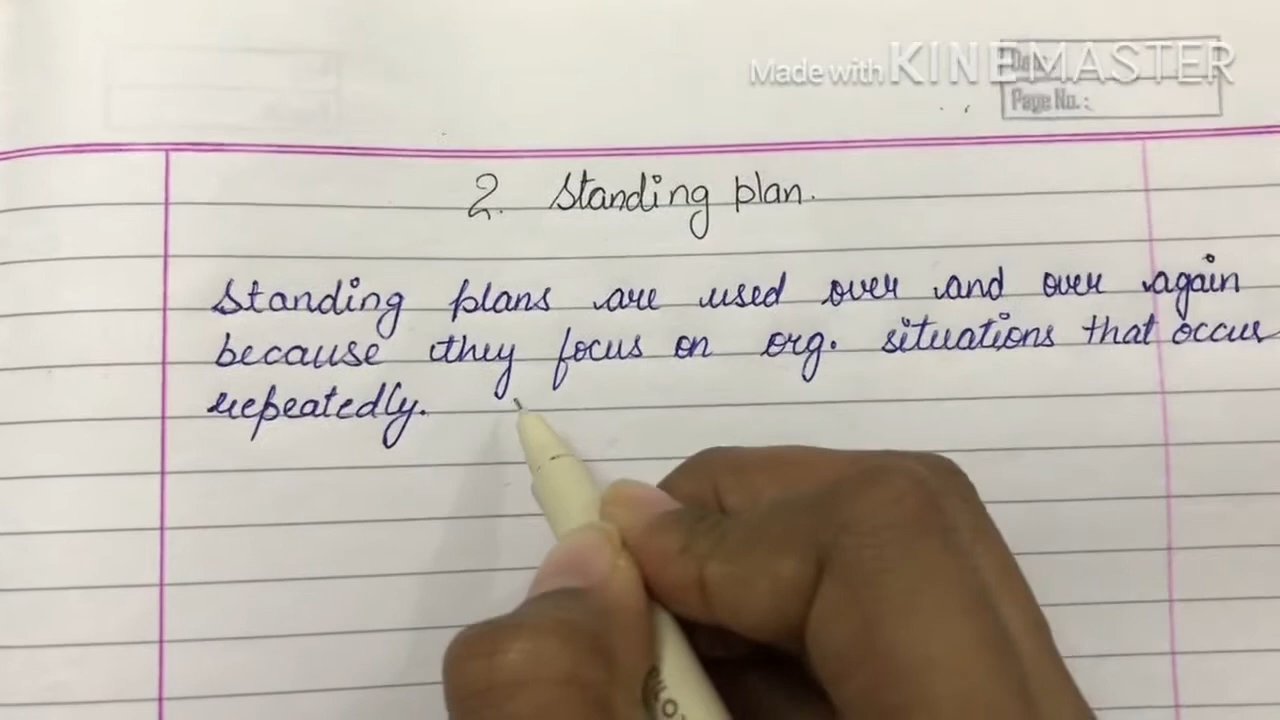 Made with KINEMASTER
Page No.:
2. Standing plan.
Standing plans are used over and over again
because they focus on org. situations that occur
repeatedly.